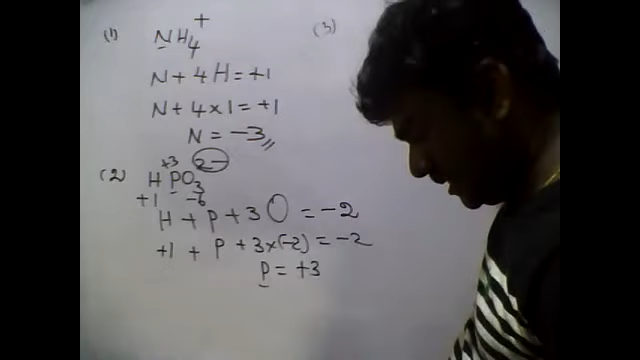 (1) NH4+
N + 4H = +1
N + 4×1 = +1
N = -3
(2) HPO3 2-
+3
+1 -6
H + P + 3O = -2
+1 + P + 3×(-2) = -2
P = +3
(3)